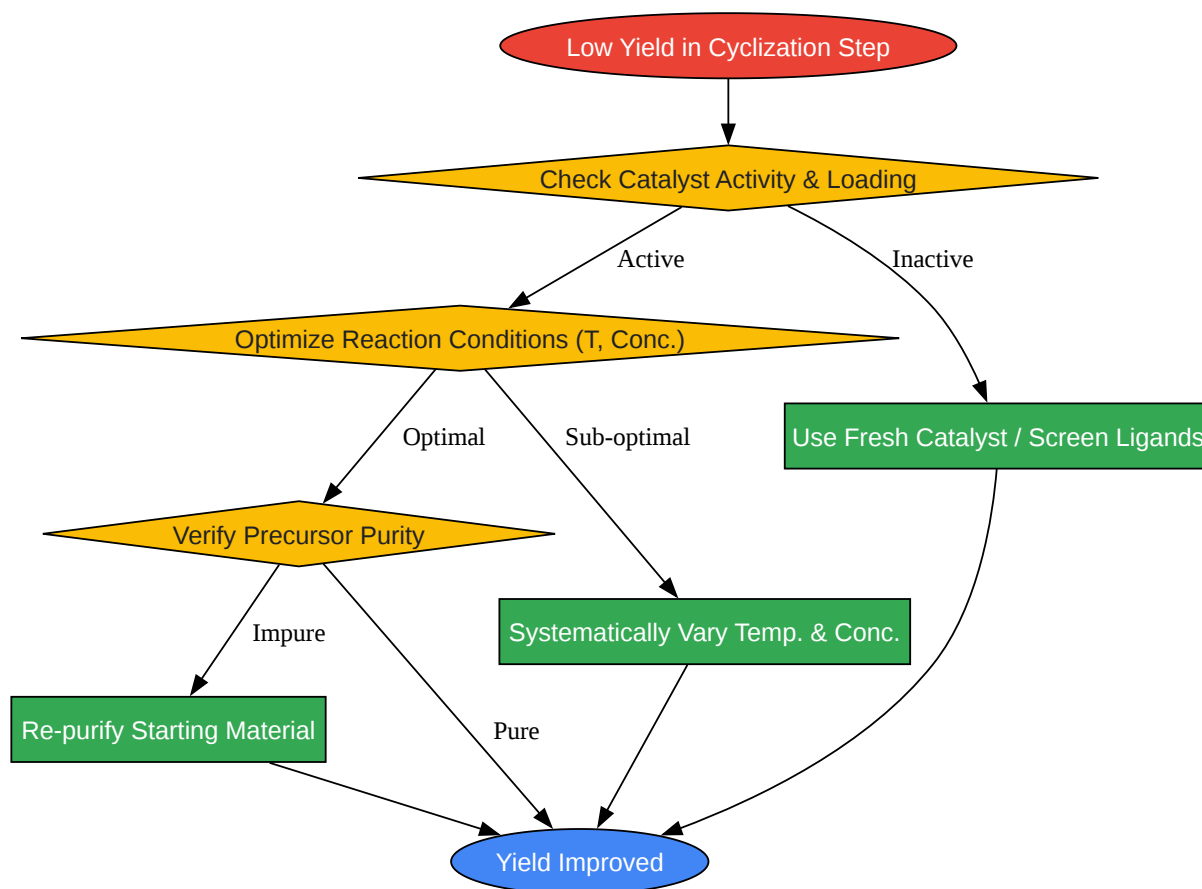 Low Yield in Cyclization Step
Check Catalyst Activity & Loading
Active
Inactive
Optimize Reaction Conditions (T, Conc.)
Optimal
Sub-optimal
Use Fresh Catalyst / Screen Ligands
Verify Precursor Purity
Impure
Systematically Vary Temp. & Conc.
Re-purify Starting Material
Pure
Yield Improved